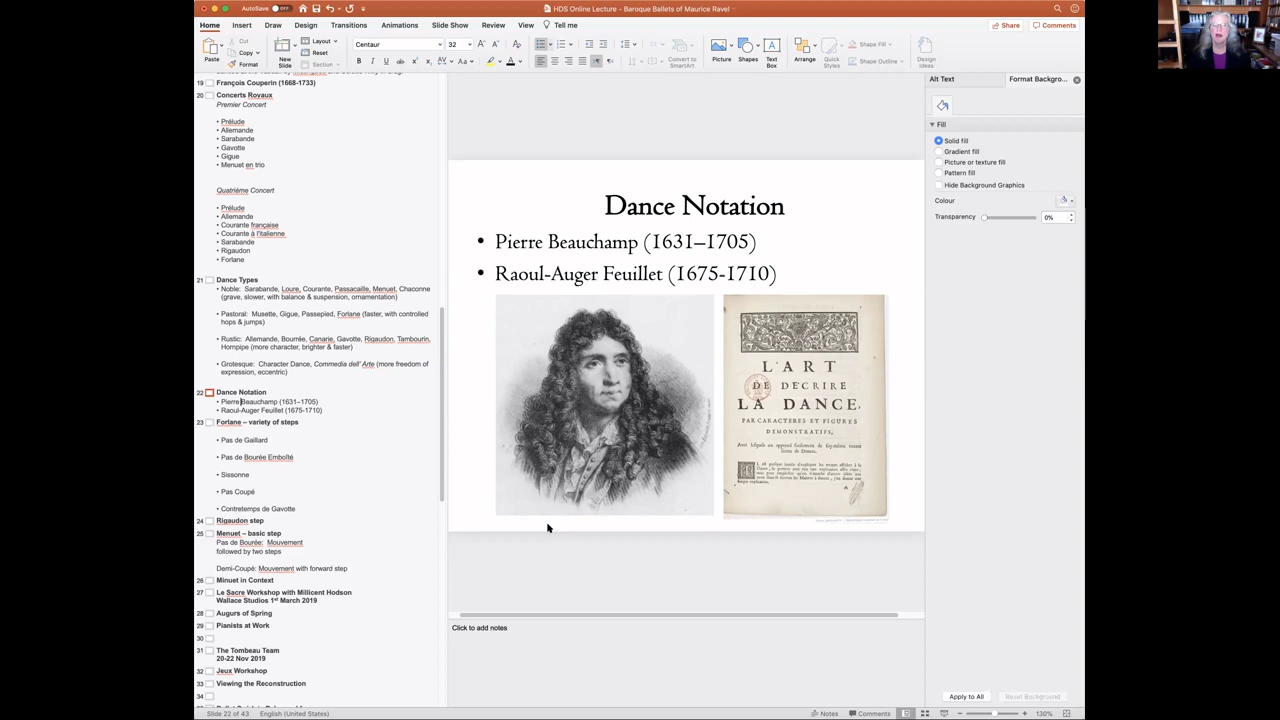 AutoSave OFF
HDS Online Lecture - Baroque Ballets of Maurice Ravel
Home Insert Draw Design Transitions Animations Slide Show Review View Tell me
Share Comments
Paste
Cut
Copy
Format
New Slide
Layout
Reset
Section
Centaur 32
Convert to SmartArt
Picture Shapes Text Box Arrange Quick Styles
Shape Fill
Shape Outline
Design Ideas
19 François Couperin (1668-1733)
20 Concerts Royaux
Premier Concert
• Prélude
• Allemande
• Sarabande
• Gavotte
• Gigue
• Menuet en trio
Quatrième Concert
• Prélude
• Allemande
• Courante française
• Courante à l'italienne
• Sarabande
• Rigaudon
• Forlane
21 Dance Types
• Noble: Sarabande, Loure, Courante, Passacaille, Menuet, Chaconne
(grave, slower, with balance & suspension, ornamentation)
• Pastoral: Musette, Gigue, Passepied, Forlane (faster, with controlled
hops & jumps)
• Rustic: Allemande, Bourrée, Canarie, Gavotte, Rigaudon, Tambourin,
Hornpipe (more character, brighter & faster)
• Grotesque: Character Dance, Commedia dell' Arte (more freedom of
expression, eccentric)
22 Dance Notation
• Pierre Beauchamp (1631–1705)
• Raoul-Auger Feuillet (1675-1710)
23 Forlane – variety of steps
• Pas de Gaillard
• Pas de Bourée Emboîté
• Sissonne
• Pas Coupé
• Contretemps de Gavotte
24 Rigaudon step
25 Menuet – basic step
Pas de Bourée: Mouvement
followed by two steps
Demi-Coupé: Mouvement with forward step
26 Minuet in Context
27 Le Sacre Workshop with Millicent Hodson
Wallace Studios 1st March 2019
28 Augurs of Spring
29 Pianists at Work
30
31 The Tombeau Team
20-22 Nov 2019
32 Jeux Workshop
33 Viewing the Reconstruction
34
Dance Notation
• Pierre Beauchamp (1631–1705)
• Raoul-Auger Feuillet (1675-1710)
L'ART
DE DECRIRE
LA DANCE,
PAR CARACTERES ET FIGURES
DEMONSTRATIFS,
Click to add notes
Alt Text Format Backgro...
Fill
Solid fill
Gradient fill
Picture or texture fill
Pattern fill
Hide Background Graphics
Colour
Transparency 0%
Apply to All Reset Background
Slide 22 of 43 English (United States)
Notes Comments 130%